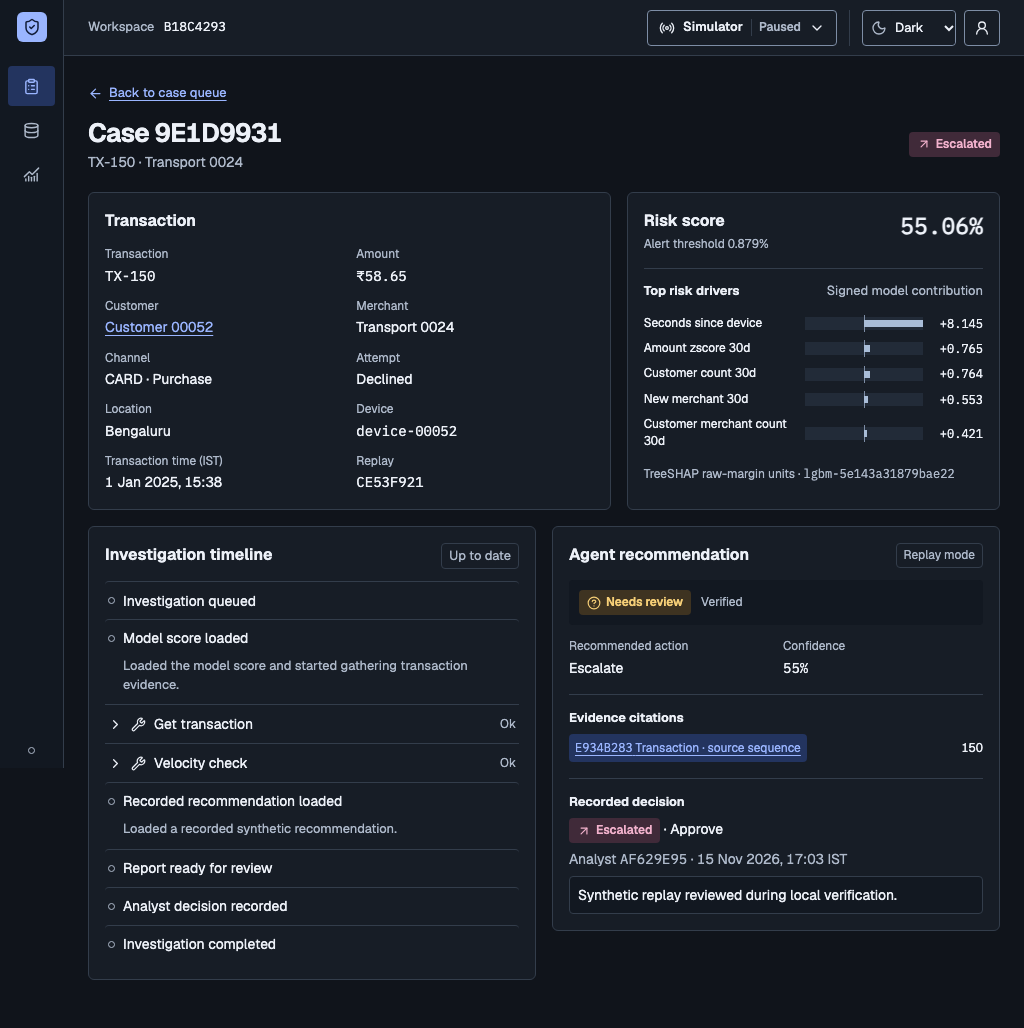 Workspace B18C4293
Simulator Paused
Dark
Back to case queue
Case 9E1D9931
TX-150 · Transport 0024
Escalated
Transaction
Transaction
Amount
TX-150
₹58.65
Customer
Merchant
Customer 00052
Transport 0024
Channel
Attempt
CARD · Purchase
Declined
Location
Device
Bengaluru
device-00052
Transaction time (IST)
Replay
1 Jan 2025, 15:38
CE53F921
Risk score
55.06%
Alert threshold 0.879%
Top risk drivers
Signed model contribution
Seconds since device +8.145
Amount zscore 30d +0.765
Customer count 30d +0.764
New merchant 30d +0.553
Customer merchant count
30d
+0.421
TreeSHAP raw-margin units · lgbm-5e143a31879bae22
Investigation timeline
Up to date
Investigation queued
Model score loaded
Loaded the model score and started gathering transaction
evidence.
Get transaction Ok
Velocity check Ok
Recorded recommendation loaded
Loaded a recorded synthetic recommendation.
Report ready for review
Analyst decision recorded
Investigation completed
Agent recommendation
Replay mode
Needs review Verified
Recommended action
Confidence
Escalate
55%
Evidence citations
E934B283 Transaction · source sequence 150
Recorded decision
Escalated · Approve
Analyst AF629E95 · 15 Nov 2026, 17:03 IST
Synthetic replay reviewed during local verification.